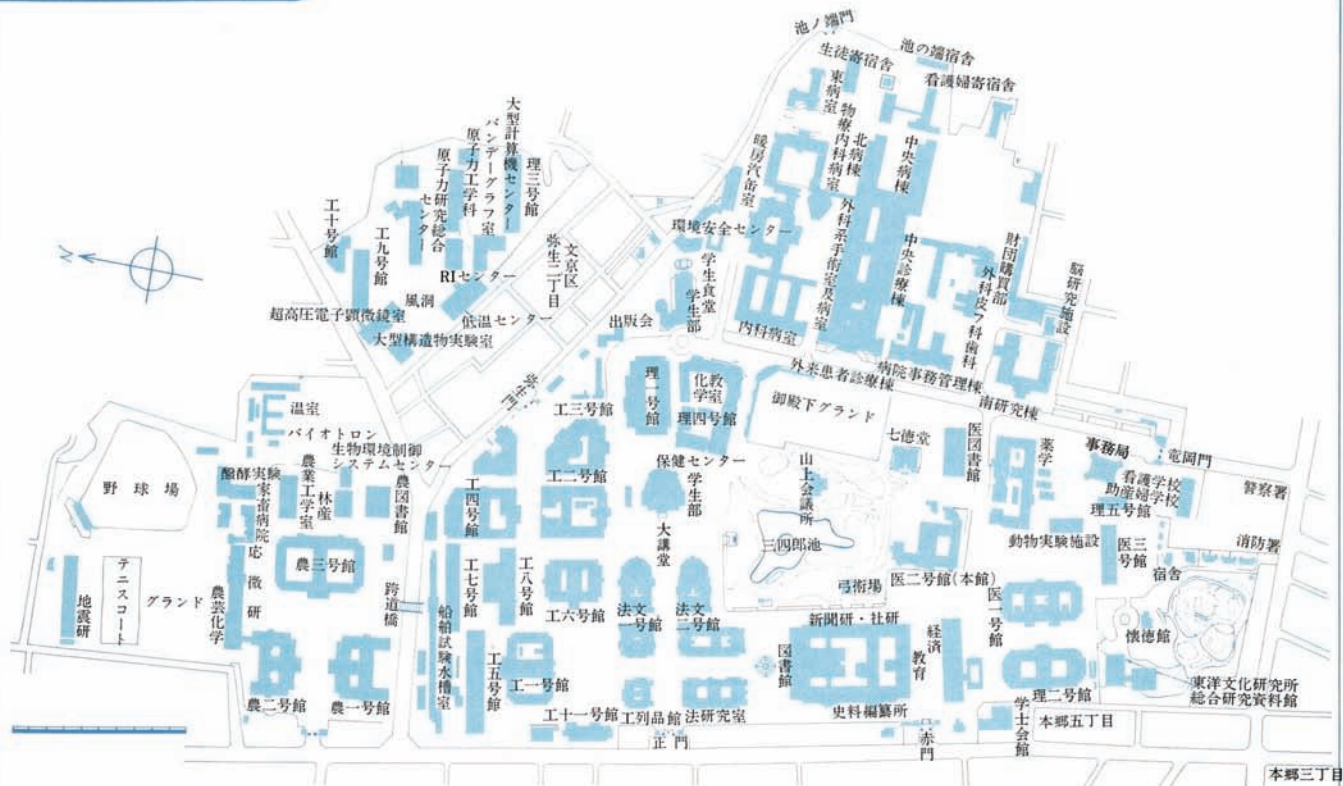 池ノ端門
生徒寄宿舎
池の端宿舎
看護婦寄宿舎
東病室
物療内科病室
北病棟
中央病棟
暖房汽缶室
外科系手術室及病室
中央診療棟
環境安全センター
学生食堂
学生部
内科病室
外科皮フ科歯科
財団購買部
脳研究施設
外来患者診療棟
病院事務管理棟
南研究棟
大型計算機センター
バンデーグラフ室
原子力工学科
原子力研究総合
センター
理三号館
工十号館
工九号館
RIセンター
風洞
超高圧電子顕微鏡室
低温センター
大型構造物実験室
文京区
弥生二丁目
出版会
弥生門
N
理一号館
化学教室
理四号館
御殿下グランド
七徳堂
医図書館
薬学
事務局
竜岡門
看護学校
助産婦学校
理五号館
警察署
消防署
温室
バイオトロン
生物環境制御
システムセンター
醗酵実験
家畜病院
農業工学
林産
農図書館
野球場
テニスコート
グランド
地震研
応微研
農芸化学
農三号館
農二号館
農一号館
跨道橋
工三号館
工二号館
工四号館
工七号館
工八号館
工六号館
工五号館
工一号館
工十一号館
船舶試験水槽室
保健センター
学生部
大講堂
法文一号館
法文二号館
工列品館
法研究室
正門
山上会議所
三四郎池
弓術場
医二号館(本館)
新聞研・社研
図書館
史料編纂所
教育
経済
赤門
動物実験施設
医三号館
宿舎
医一号館
理二号館
学士会館
懐徳館
東洋文化研究所
総合研究資料館
本郷五丁目
本郷三丁目